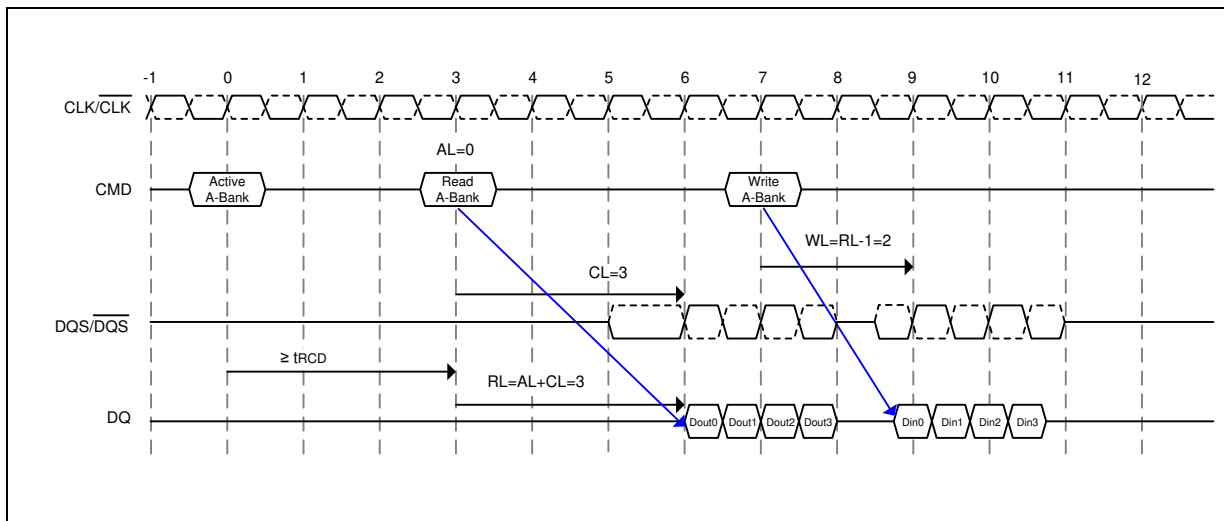 -1 0 1 2 3 4 5 6 7 8 9 10 11 12
CLK/CLK
AL=0
CMD
Active
A-Bank
Read
A-Bank
Write
A-Bank
WL=RL-1=2
CL=3
DQS/DQS
≥ tRCD
RL=AL+CL=3
DQ
Dout0 Dout1 Dout2 Dout3 Din0 Din1 Din2 Din3